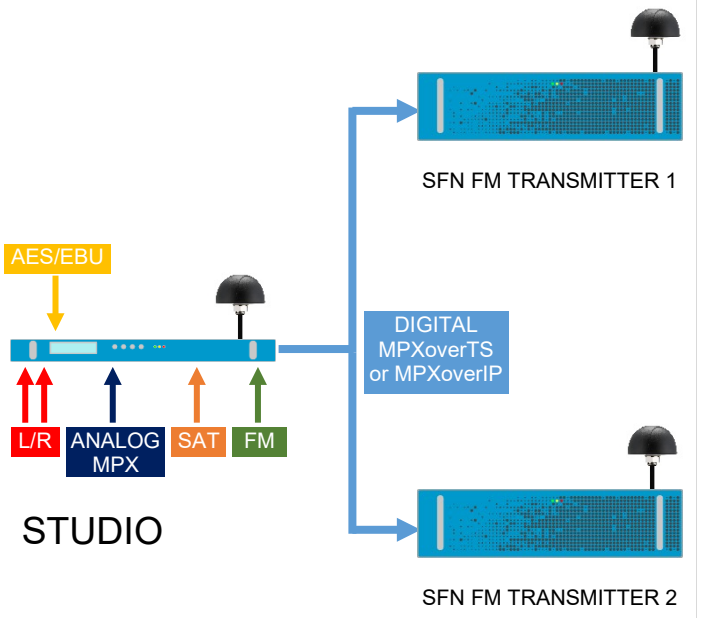 SFN FM TRANSMITTER 1
AES/EBU
DIGITAL
MPXoverTS
or MPXoverIP
L/R
ANALOG
MPX
SAT
FM
STUDIO
SFN FM TRANSMITTER 2